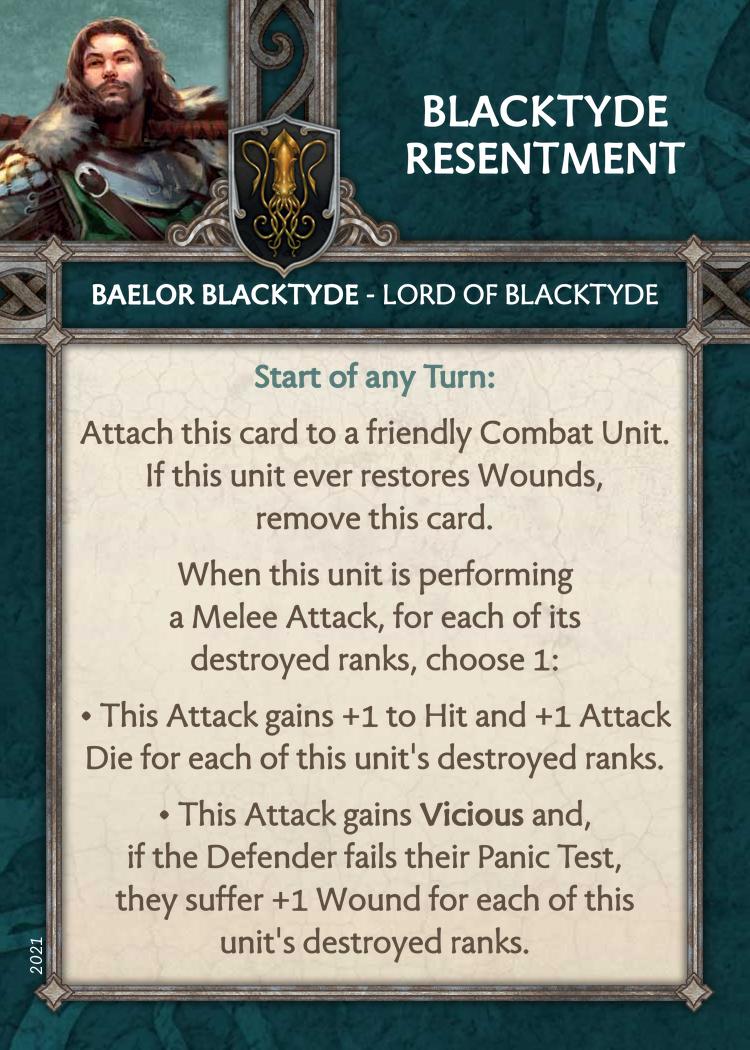 BLACKTYDE
RESENTMENT
BAELOR BLACKTYDE - LORD OF BLACKTYDE
Start of any Turn:
Attach this card to a friendly Combat Unit.
If this unit ever restores Wounds,
remove this card.
When this unit is performing
a Melee Attack, for each of its
destroyed ranks, choose 1:
• This Attack gains +1 to Hit and +1 Attack
Die for each of this unit's destroyed ranks.
• This Attack gains Vicious and,
if the Defender fails their Panic Test,
they suffer +1 Wound for each of this
unit's destroyed ranks.
2021